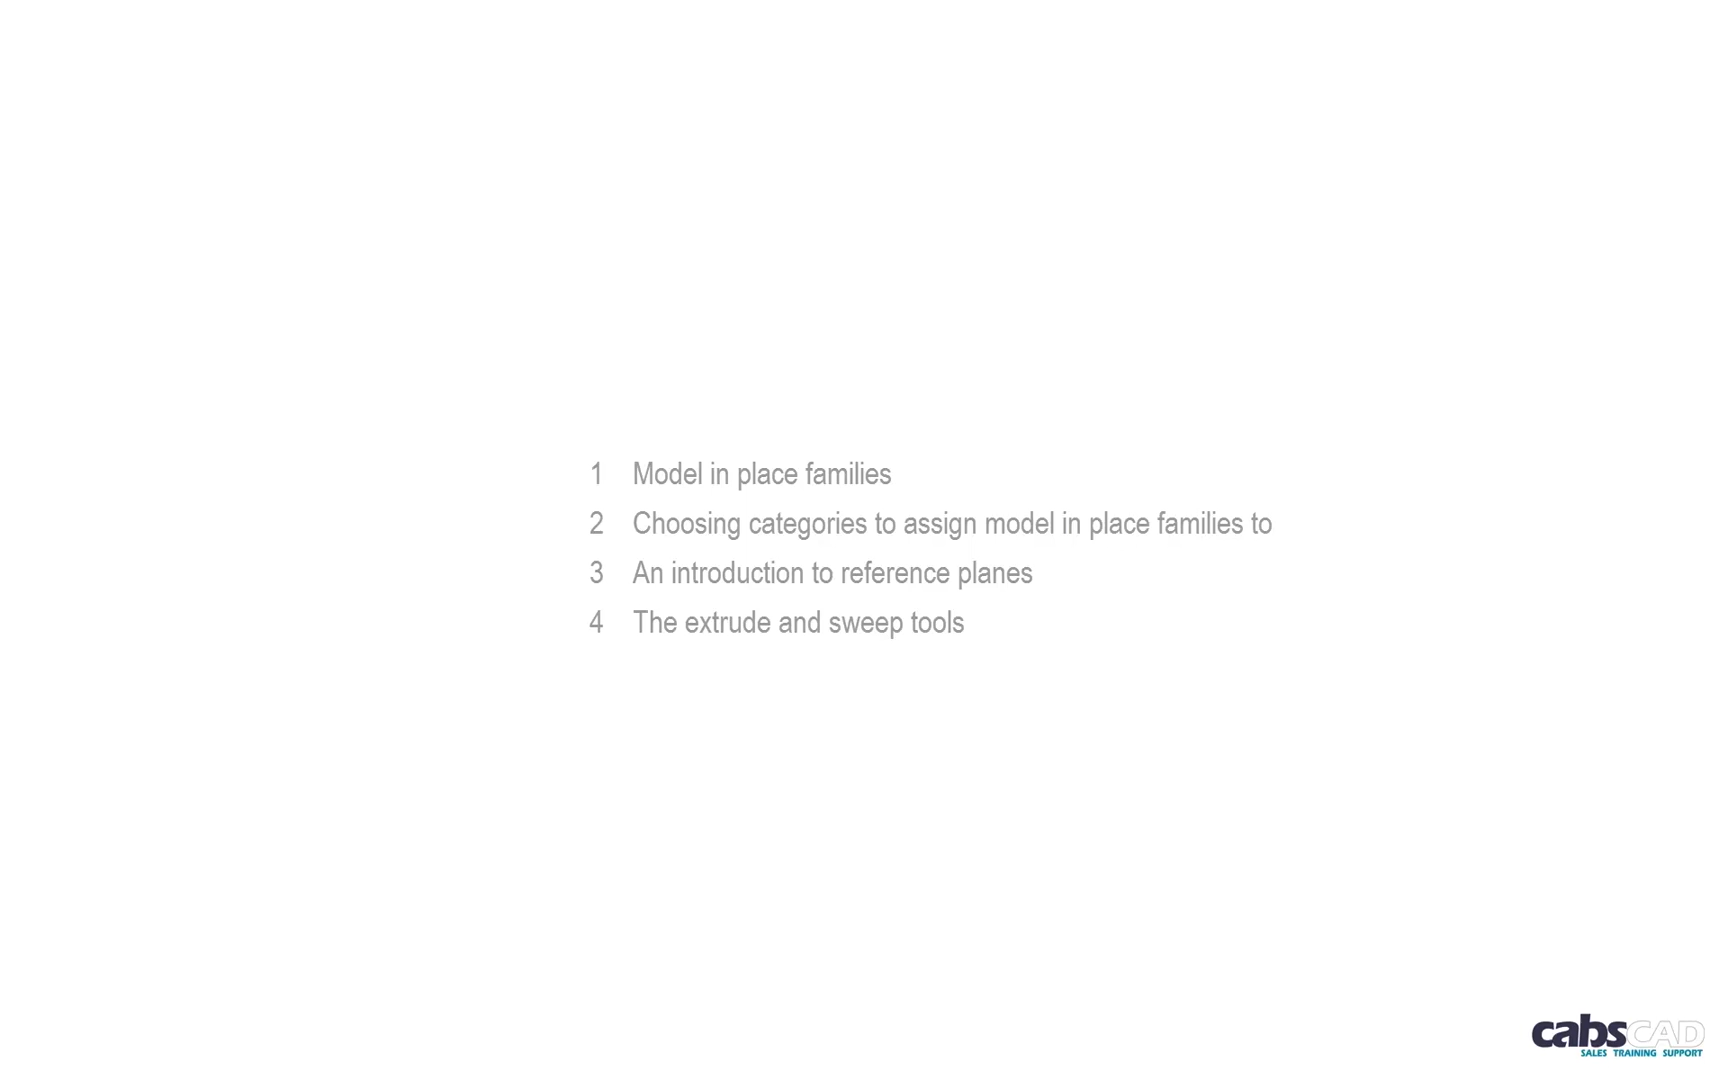 1 Model in place families
2 Choosing categories to assign model in place families to
3 An introduction to reference planes
4 The extrude and sweep tools
cabsCAD
SALES TRAINING SUPPORT